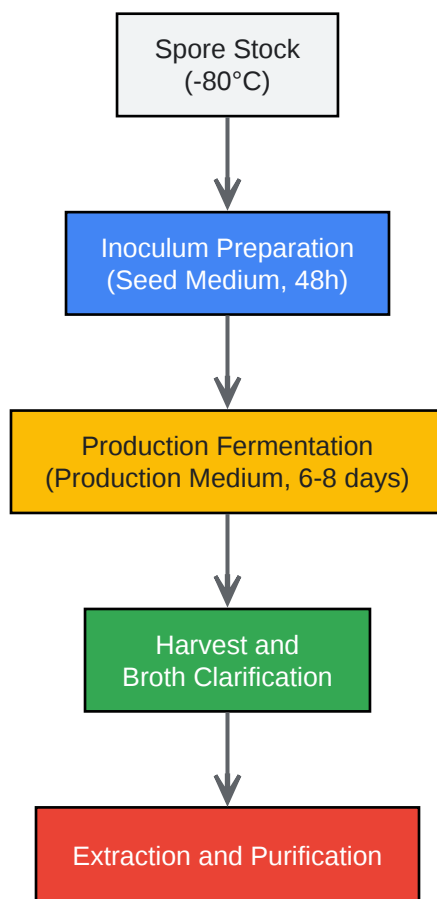 Spore Stock
(-80°C)
Inoculum Preparation
(Seed Medium, 48h)
Production Fermentation
(Production Medium, 6-8 days)
Harvest and
Broth Clarification
Extraction and Purification